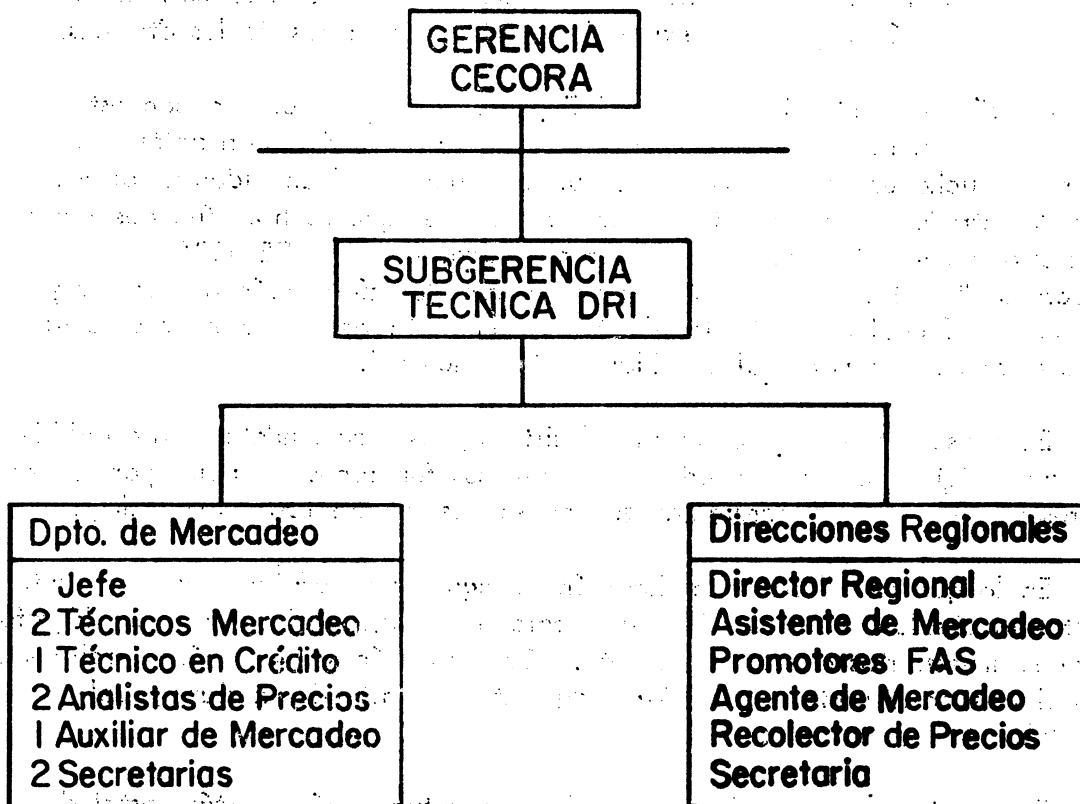 GERENCIA
CECORA
SUBGERENCIA
TECNICA DRI
Dpto. de Mercadeo
Jefe
2 Técnicos Mercadeo
1 Técnico en Crédito
2 Analistas de Precios
1 Auxiliar de Mercadeo
2 Secretarias
Direcciones Regionales
Director Regional
Asistente de Mercadeo
Promotores FAS
Agente de Mercadeo
Recolector de Precios
Secretaria